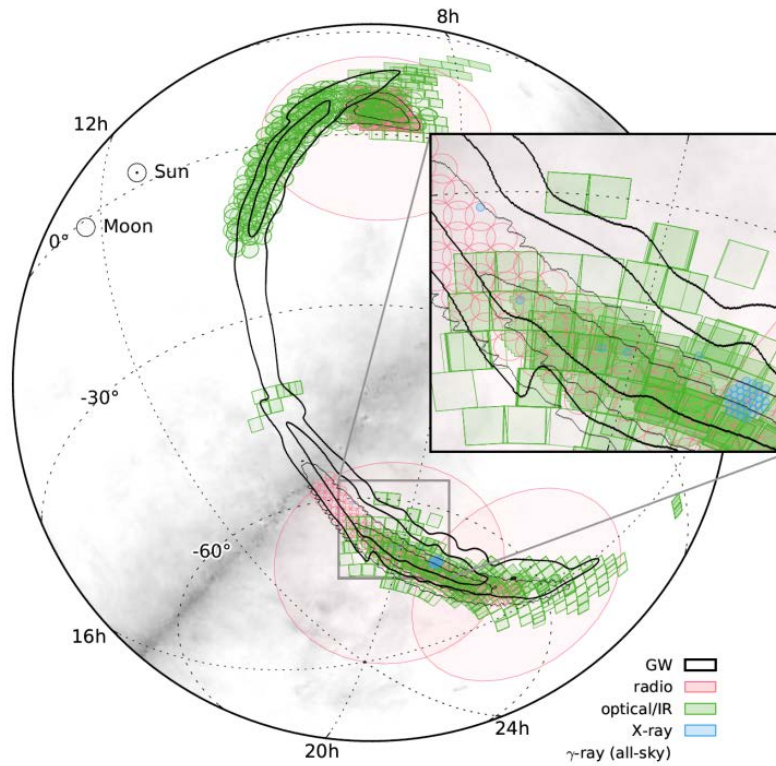 8h
12h
Sun
Moon
0°
-30°
-60°
16h
20h
24h
GW
radio
optical/IR
X-ray
γ-ray (all-sky)